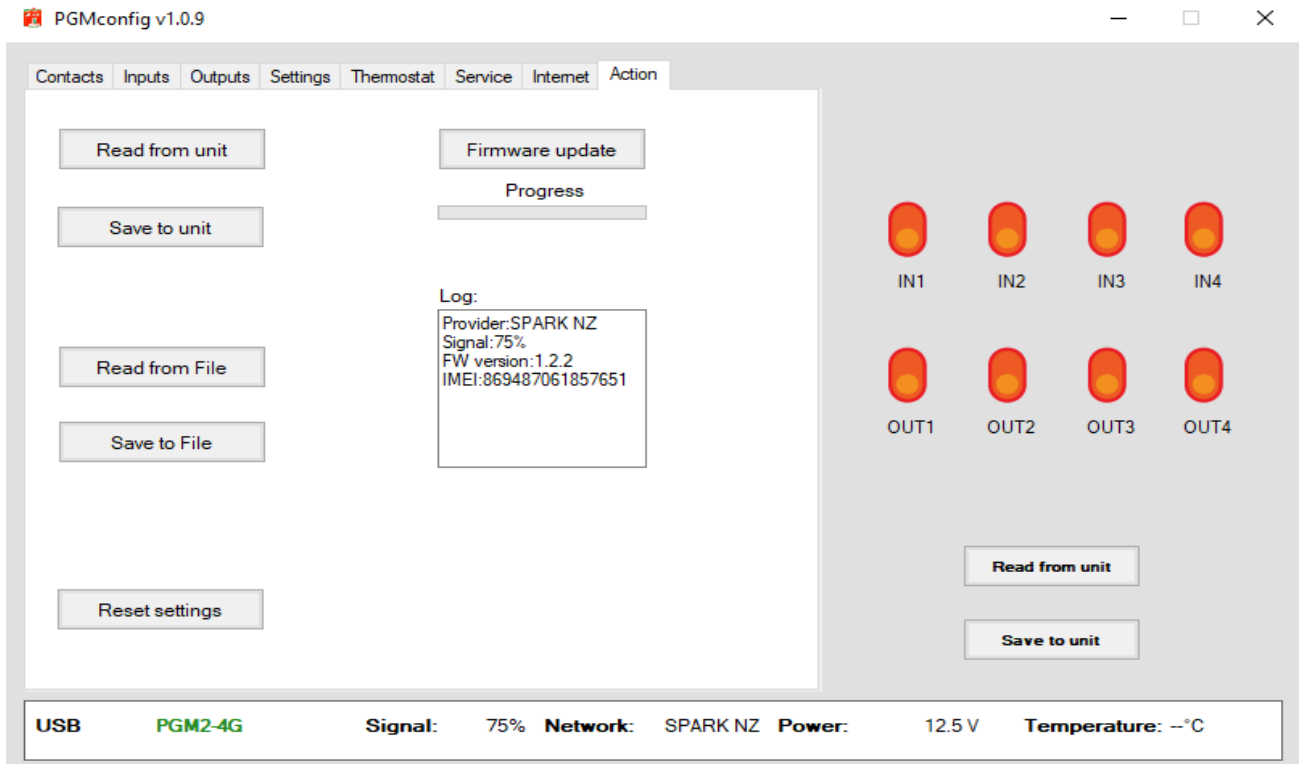 PGMconfig v1.0.9
Contacts Inputs Outputs Settings Thermostat Service Internet Action
Read from unit
Firmware update
Progress
Save to unit
Log:
Provider:SPARK NZ
Signal:75%
FW version:1.2.2
IMEI:869487061857651
Read from File
Save to File
Reset settings
IN1 IN2 IN3 IN4
OUT1 OUT2 OUT3 OUT4
Read from unit
Save to unit
USB PGM2-4G Signal: 75% Network: SPARK NZ Power: 12.5 V Temperature: --°C